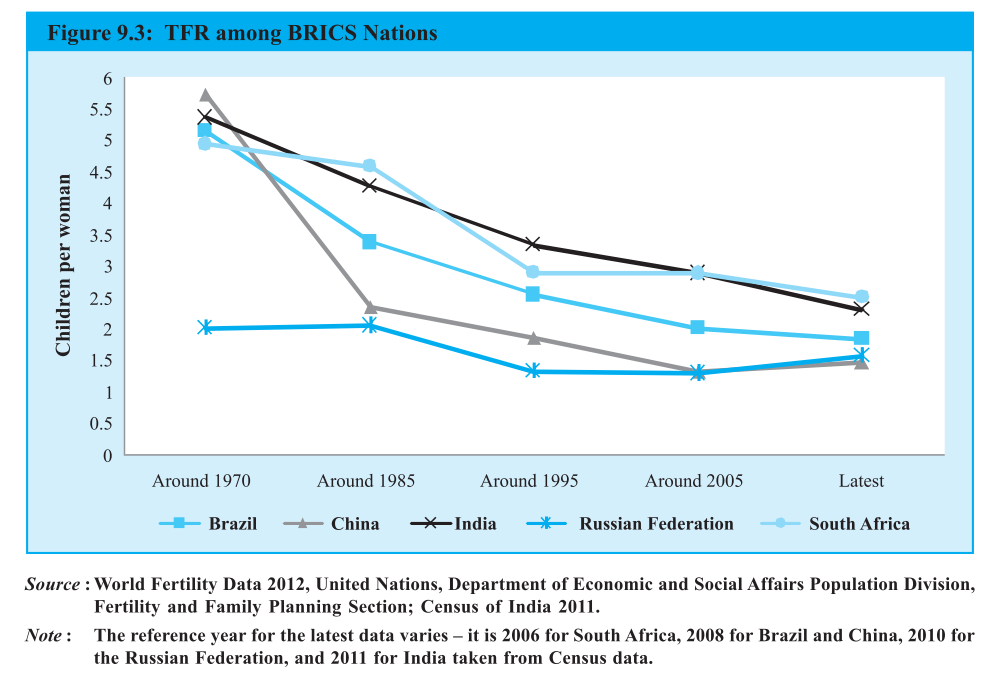 Figure 9.3: TFR among BRICS Nations
Children per woman
6
5.5
5
4.5
4
3.5
3
2.5
2
1.5
1
0.5
0
Around 1970 Around 1985 Around 1995 Around 2005 Latest
Brazil China India Russian Federation South Africa
Source : World Fertility Data 2012, United Nations, Department of Economic and Social Affairs Population Division,
Fertility and Family Planning Section; Census of India 2011.
Note : The reference year for the latest data varies – it is 2006 for South Africa, 2008 for Brazil and China, 2010 for
the Russian Federation, and 2011 for India taken from Census data.